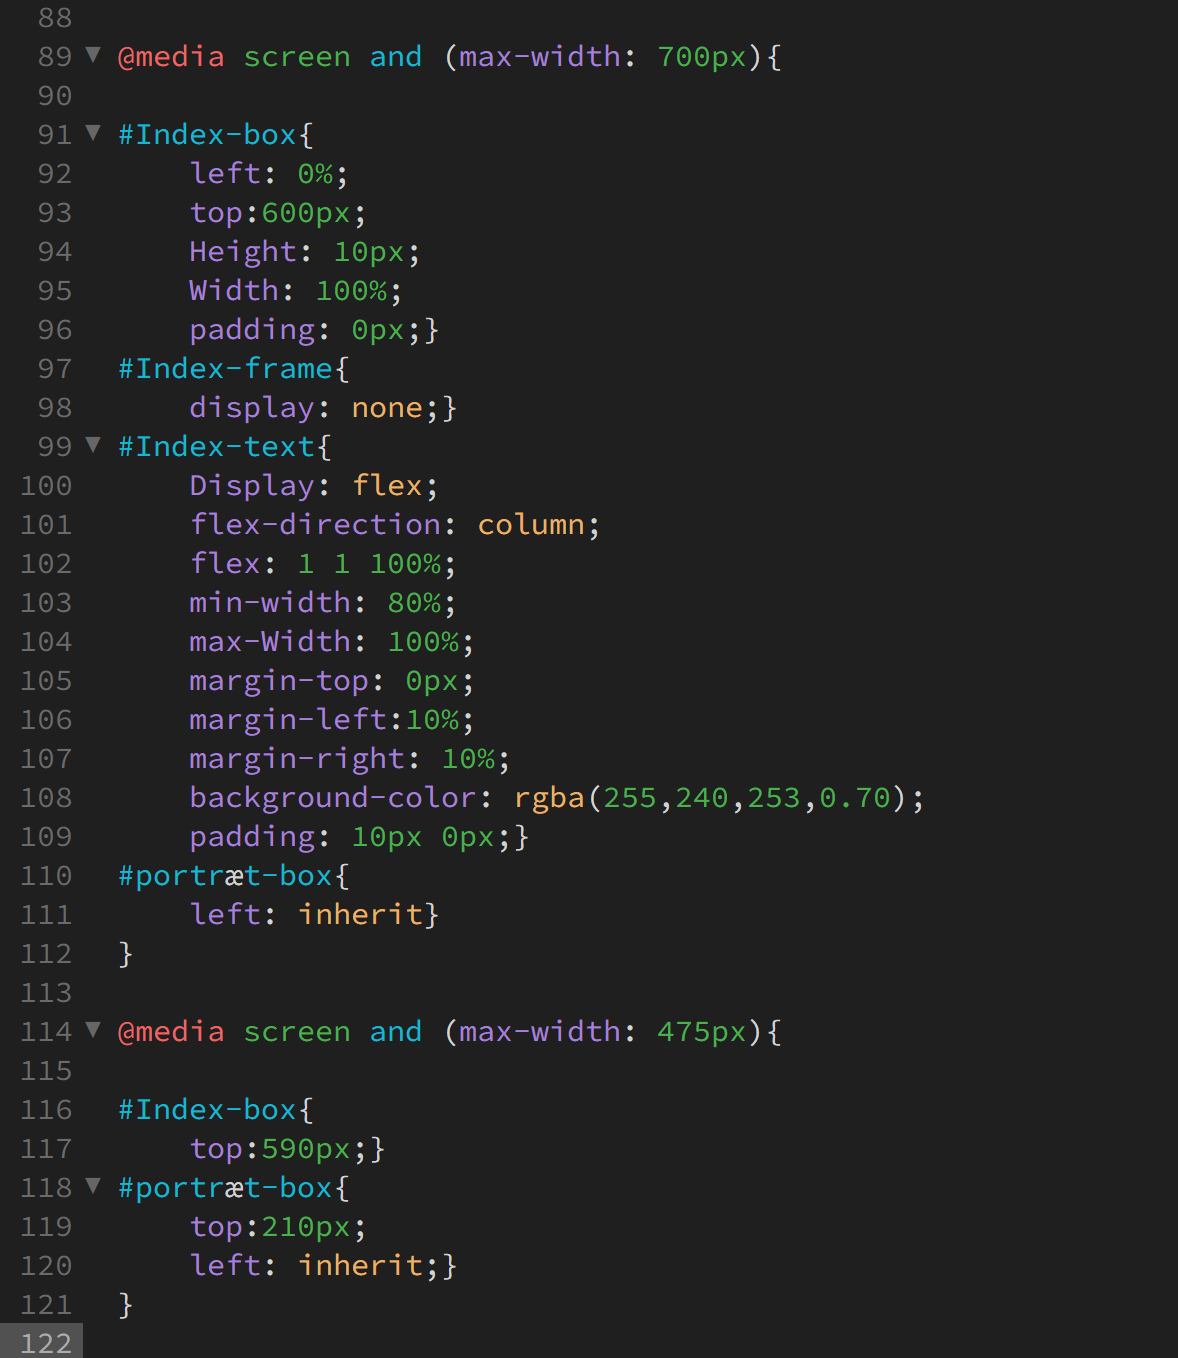 88
89 ▼ @media screen and (max-width: 700px){
90
91 ▼ #Index-box{
92 left: 0%;
93 top:600px;
94 Height: 10px;
95 Width: 100%;
96 padding: 0px;}
97 #Index-frame{
98 display: none;}
99 ▼ #Index-text{
100 Display: flex;
101 flex-direction: column;
102 flex: 1 1 100%;
103 min-width: 80%;
104 max-Width: 100%;
105 margin-top: 0px;
106 margin-left:10%;
107 margin-right: 10%;
108 background-color: rgba(255,240,253,0.70);
109 padding: 10px 0px;}
110 #portræt-box{
111 left: inherit}
112 }
113
114 ▼ @media screen and (max-width: 475px){
115
116 #Index-box{
117 top:590px;}
118 ▼ #portræt-box{
119 top:210px;
120 left: inherit;}
121 }
122